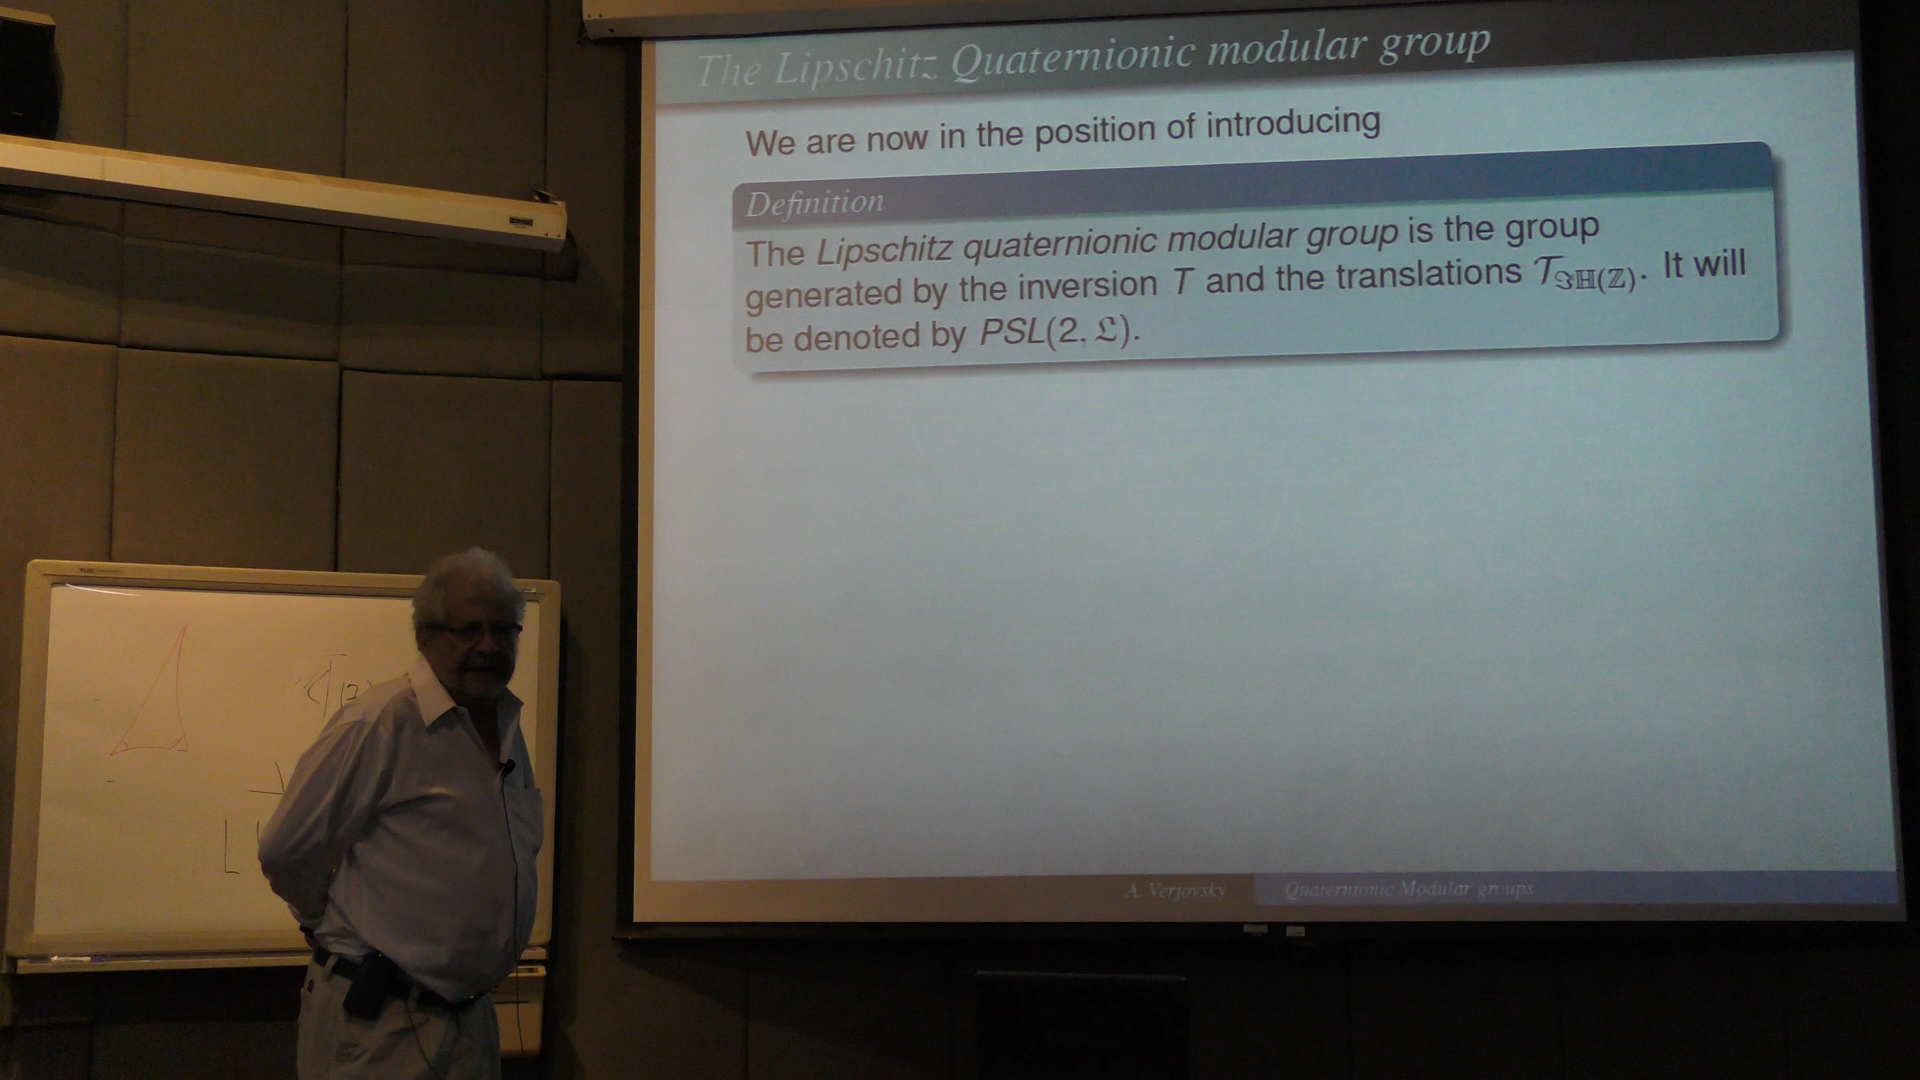 The Lipschitz Quaternionic modular group
We are now in the position of introducing
Definition
The Lipschitz quaternionic modular group is the group
generated by the inversion T and the translations 𝒯ℑℍ(ℤ). It will
be denoted by PSL(2, 𝔏).
A. Verjovsky
Quaternionic Modular groups